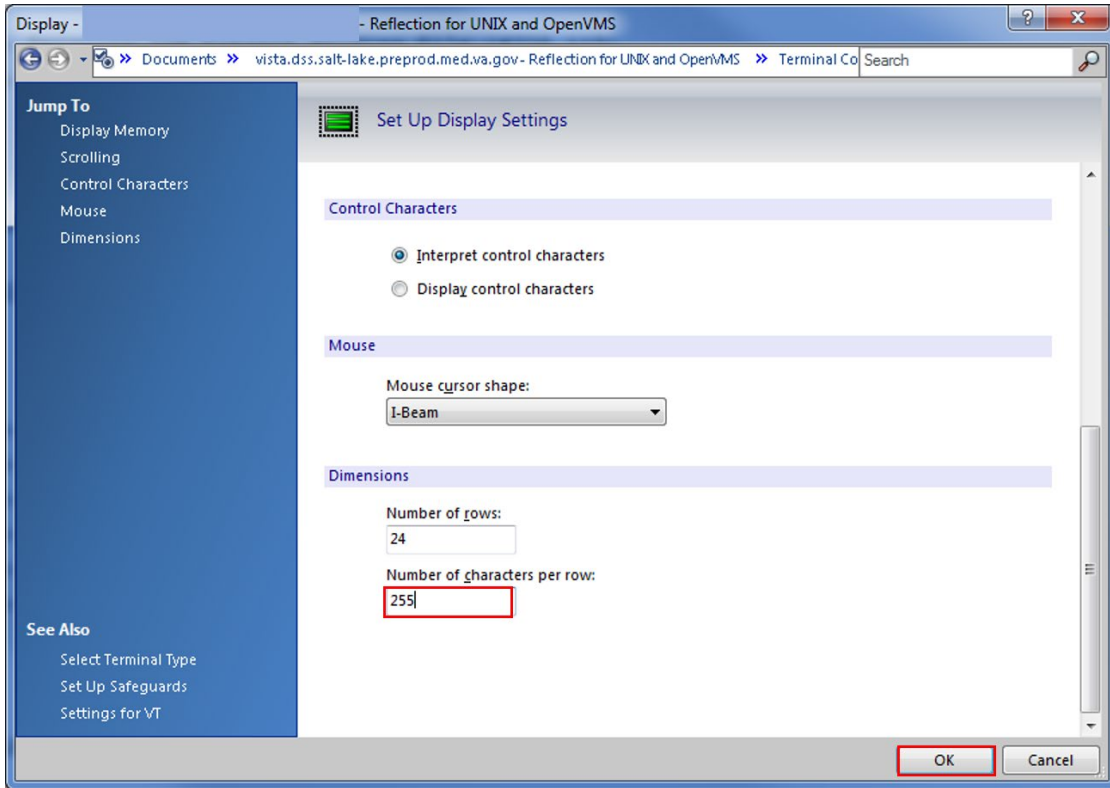 Display - - Reflection for UNIX and OpenVMS
Documents » vista.dss.salt-lake.preprod.med.va.gov - Reflection for UNIX and OpenVMS » Terminal Co Search
Jump To
Display Memory
Scrolling
Control Characters
Mouse
Dimensions
Set Up Display Settings
Control Characters
Interpret control characters
Display control characters
Mouse
Mouse cursor shape:
I-Beam
Dimensions
Number of rows:
24
Number of characters per row:
255
See Also
Select Terminal Type
Set Up Safeguards
Settings for VT
OK Cancel